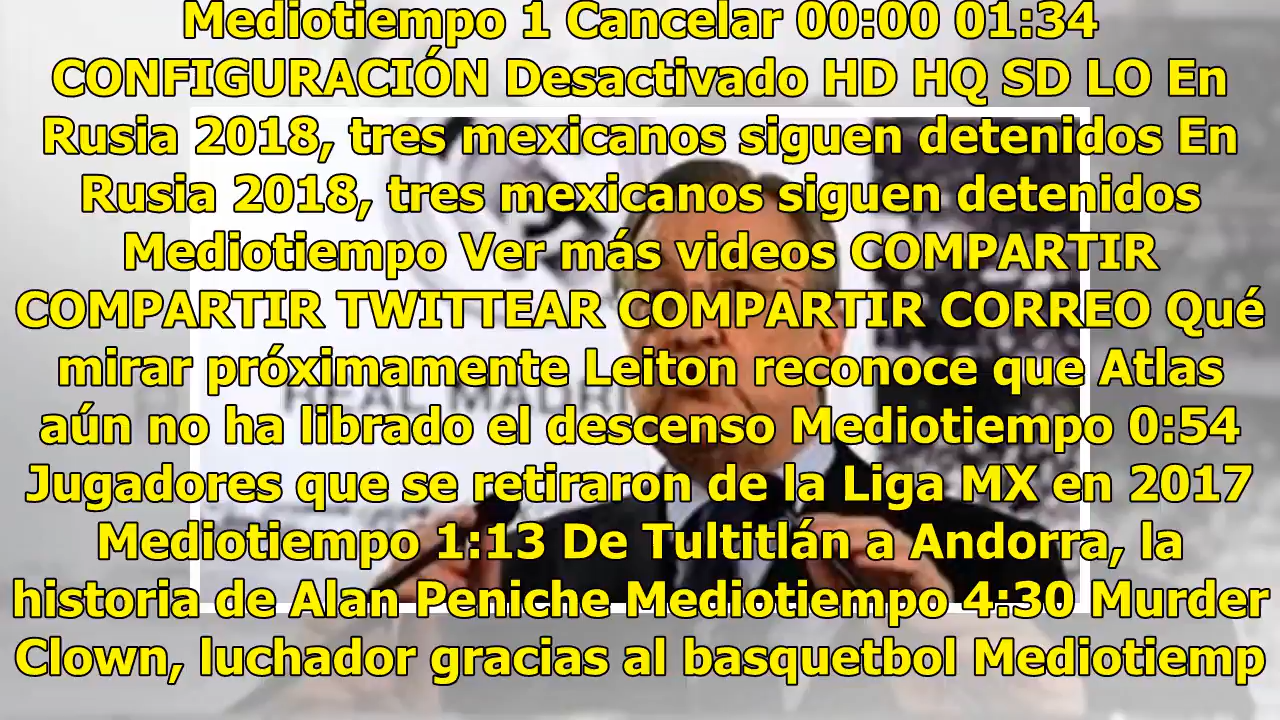 Mediotiempo 1 Cancelar 00:00 01:34
CONFIGURACIÓN Desactivado HD HQ SD LO En
Rusia 2018, tres mexicanos siguen detenidos En
Rusia 2018, tres mexicanos siguen detenidos
Mediotiempo Ver más videos COMPARTIR
COMPARTIR TWITTEAR COMPARTIR CORREO Qué
mirar próximamente Leiton reconoce que Atlas
REAL MADRI
aún no ha librado el descenso Mediotiempo 0:54
Jugadores que se retiraron de la Liga MX en 2017
Mediotiempo 1:13 De Tultitlán a Andorra, la
historia de Alan Peniche Mediotiempo 4:30 Murder
Clown, luchador gracias al basquetbol Mediotiemp